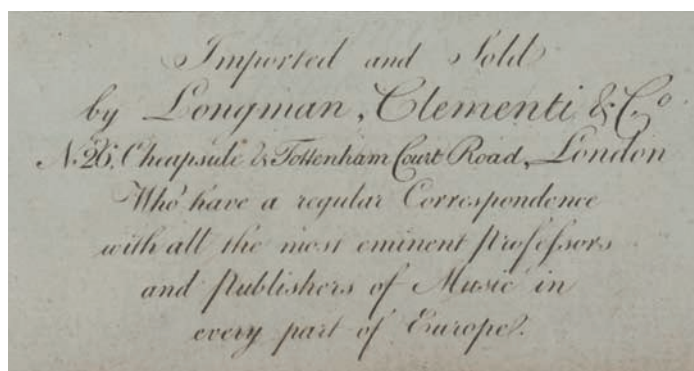 Imported and Sold
by Longman, Clementi & Co.
No. 26, Cheapside & Tottenham Court Road, London
Who have a regular Correspondence
with all the most eminent Professors
and Publishers of Music in
every part of Europe.